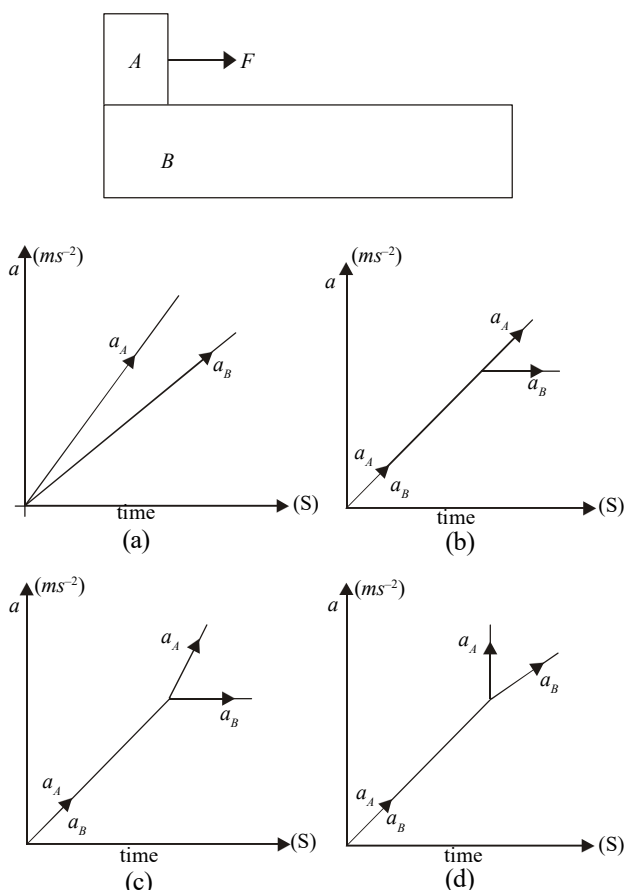 A
F
B
a (ms⁻²)
a_A
a_B
time (S)
(a)
a (ms⁻²)
a_A
a_B
a_A
a_B
time (S)
(b)
a (ms⁻²)
a_A
a_B
a_A
a_B
time (S)
(c)
a (ms⁻²)
a_A
a_B
a_A
a_B
time (S)
(d)